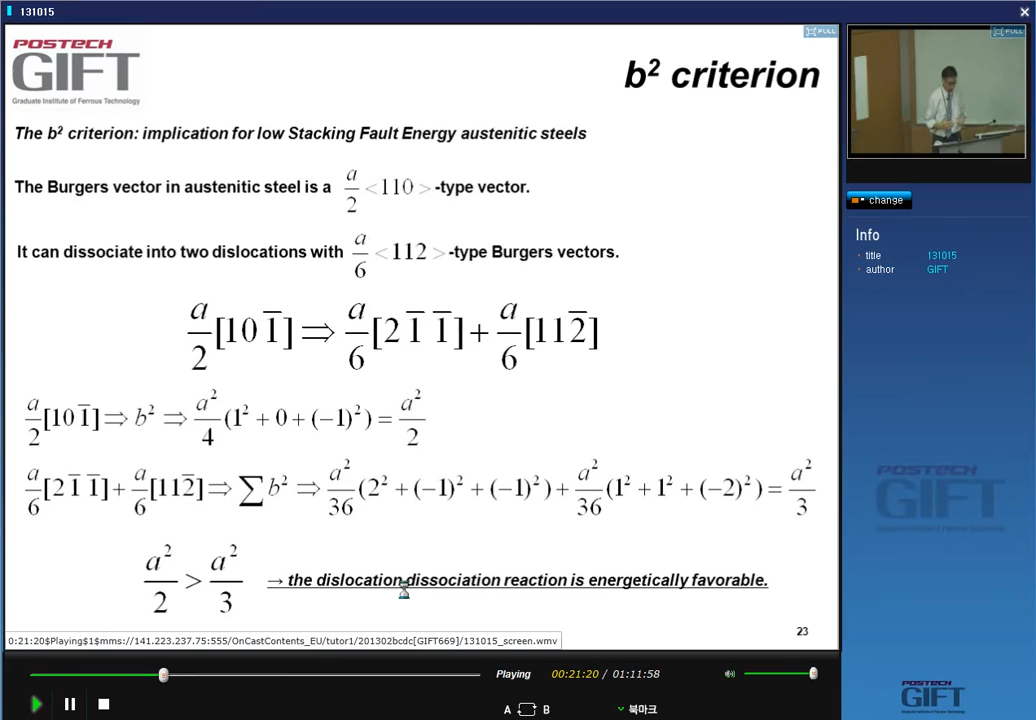 131015
FULL
POSTECH
GIFT
Graduate Institute of Ferrous Technology
b² criterion
The b² criterion: implication for low Stacking Fault Energy austenitic steels
The Burgers vector in austenitic steel is a a/2 <110> -type vector.
It can dissociate into two dislocations with a/6 <112> -type Burgers vectors.
a/2[10 1̅] ⇒ a/6[2 1̅ 1̅] + a/6[11 2̅]
a/2[10 1̅] ⇒ b² ⇒ a²/4(1² + 0 + (−1)²) = a²/2
a/6[2 1̅ 1̅] + a/6[11 2̅] ⇒ ∑ b² ⇒ a²/36(2² + (−1)² + (−1)²) + a²/36(1² + 1² + (−2)²) = a²/3
a²/2 > a²/3 → the dislocation dissociation reaction is energetically favorable.
23
0:21:20$Playing$1$mms://141.223.237.75:555/OnCastContents_EU/tutor1/201302bcdc[GIFT669]/131015_screen.wmv
Playing 00:21:20 / 01:11:58
A B 북마크
FULL
change
Info
title 131015
author GIFT
POSTECH
GIFT
POSTECH
GIFT